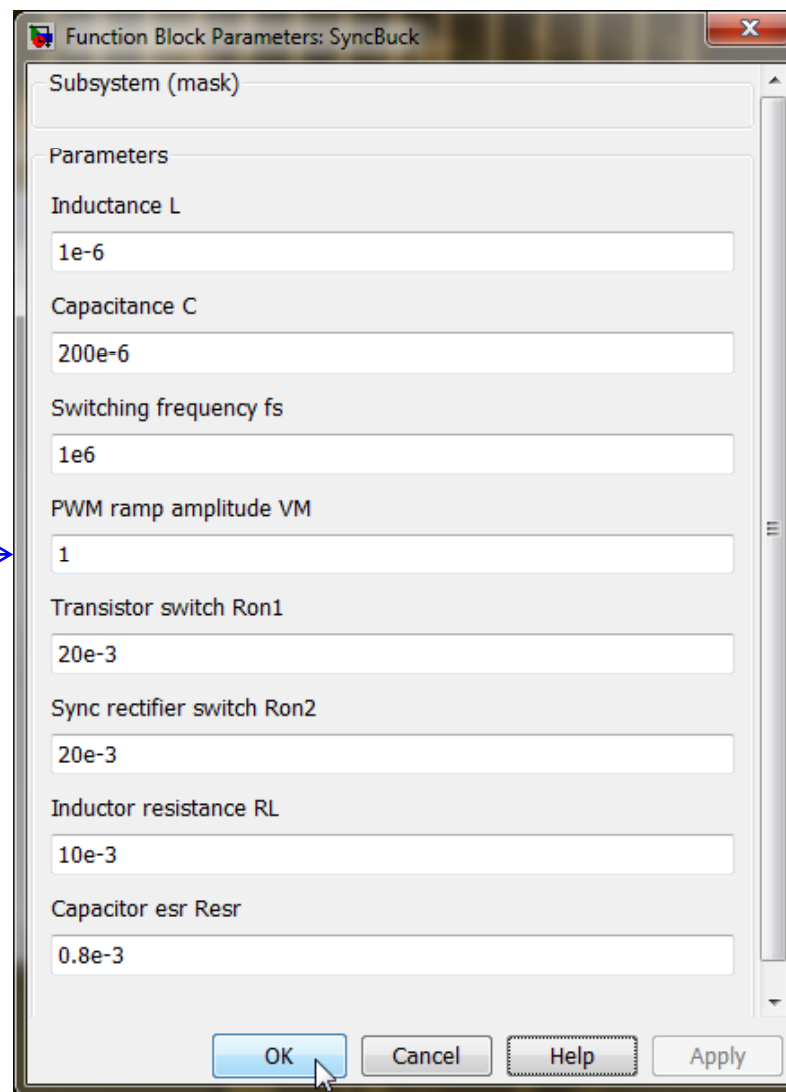 Function Block Parameters: SyncBuck
Subsystem (mask)
Parameters
Inductance L
1e-6
Capacitance C
200e-6
Switching frequency fs
1e6
PWM ramp amplitude VM
1
Transistor switch Ron1
20e-3
Sync rectifier switch Ron2
20e-3
Inductor resistance RL
10e-3
Capacitor esr Resr
0.8e-3
OK Cancel Help Apply